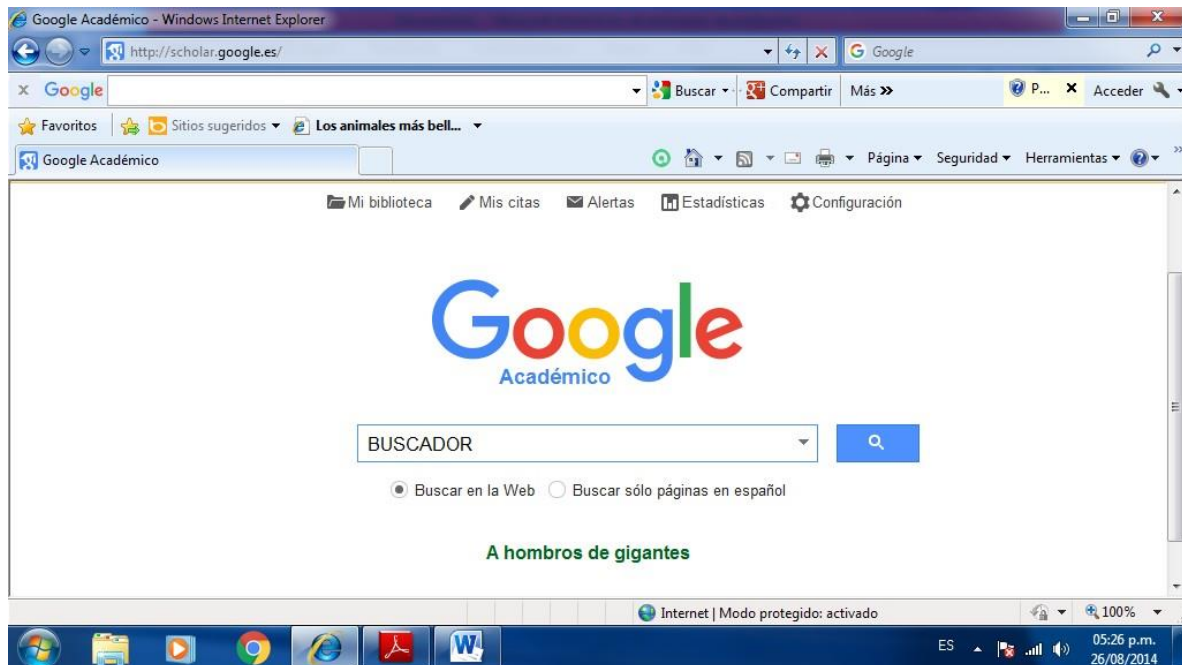 Google Académico - Windows Internet Explorer
http://scholar.google.es/ Google
Google Buscar Compartir Más » P... Acceder
Favoritos Sitios sugeridos Los animales más bell...
Google Académico Página Seguridad Herramientas
Mi biblioteca Mis citas Alertas Estadísticas Configuración
Google
Académico
BUSCADOR
Buscar en la Web Buscar sólo páginas en español
A hombros de gigantes
Internet | Modo protegido: activado 100%
ES 05:26 p.m.
26/08/2014